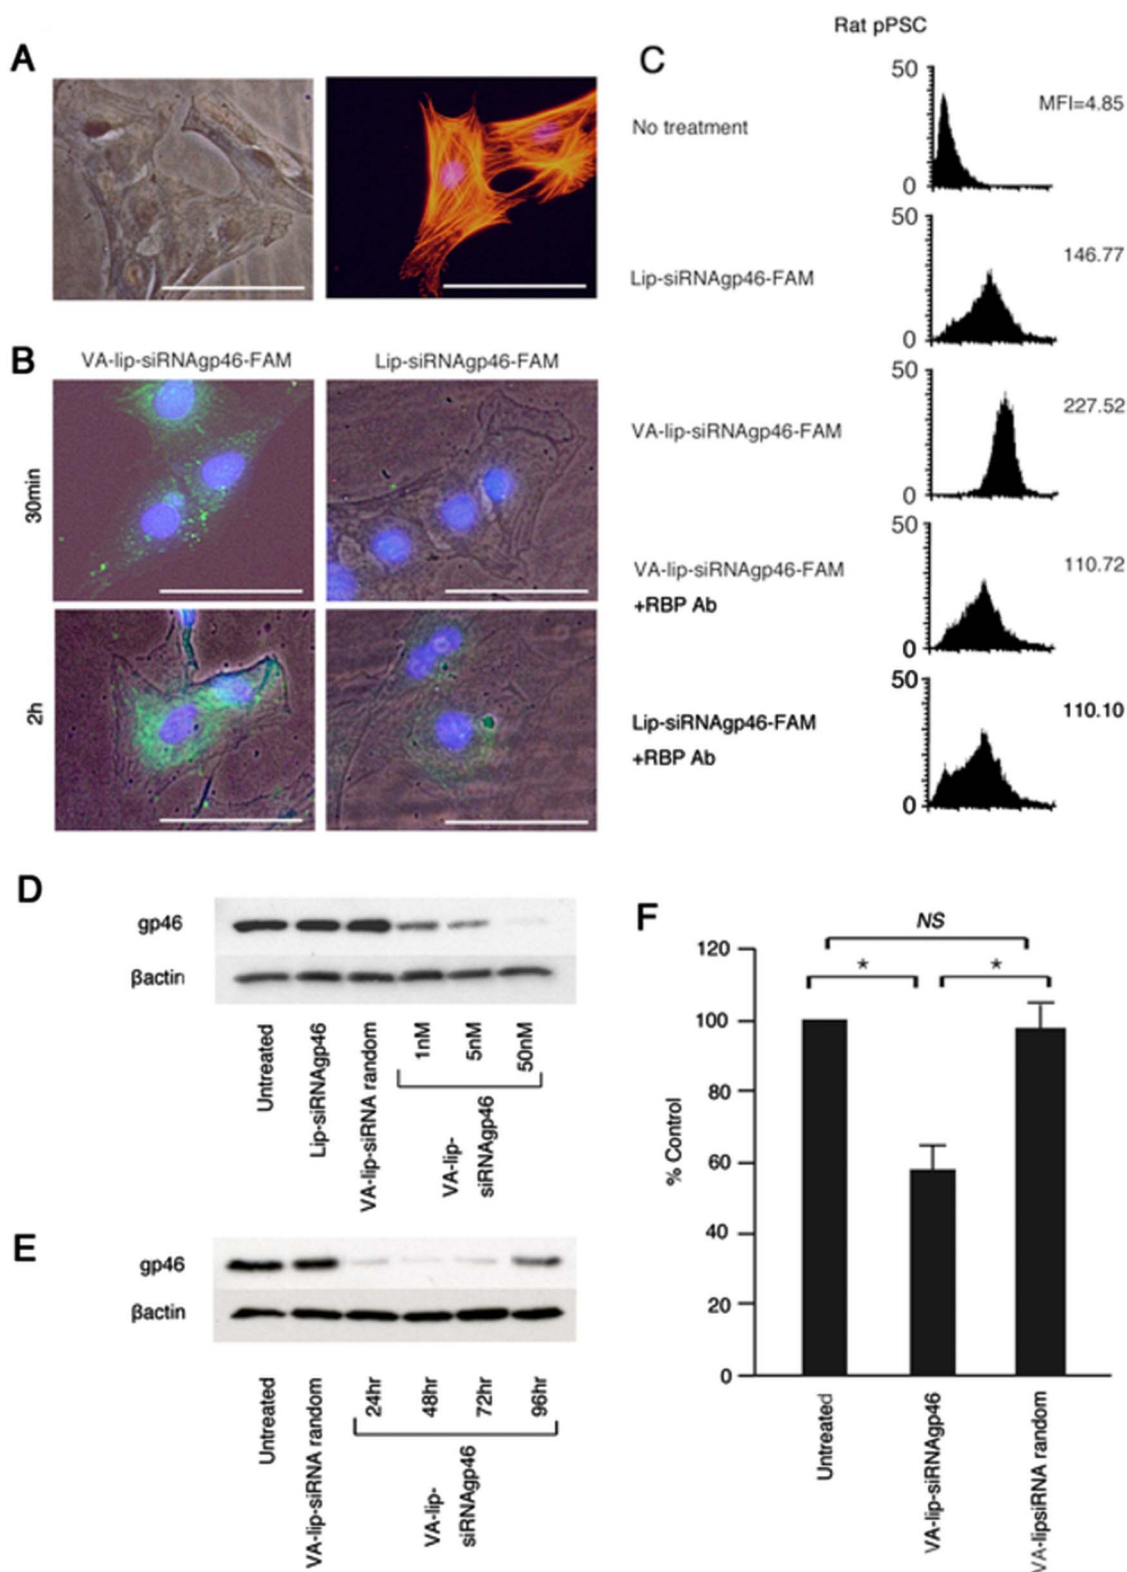 A
B
VA-lip-siRNAgp46-FAM
Lip-siRNAgp46-FAM
30min
2h
Rat pPSC
C
No treatment
50
0
MFI=4.85
Lip-siRNAgp46-FAM
50
0
146.77
VA-lip-siRNAgp46-FAM
50
0
227.52
VA-lip-siRNAgp46-FAM
+RBP Ab
50
0
110.72
Lip-siRNAgp46-FAM
+RBP Ab
50
0
110.10
D
gp46
βactin
Untreated
Lip-siRNAgp46
VA-lip-siRNA random
1nM
5nM
50nM
VA-lip-
siRNAgp46
E
gp46
βactin
Untreated
VA-lip-siRNA random
24hr
48hr
72hr
96hr
VA-lip-
siRNAgp46
F
NS
*
*
% Control
120
100
80
60
40
20
0
Untreated
VA-lip-siRNAgp46
VA-lipsiRNA random